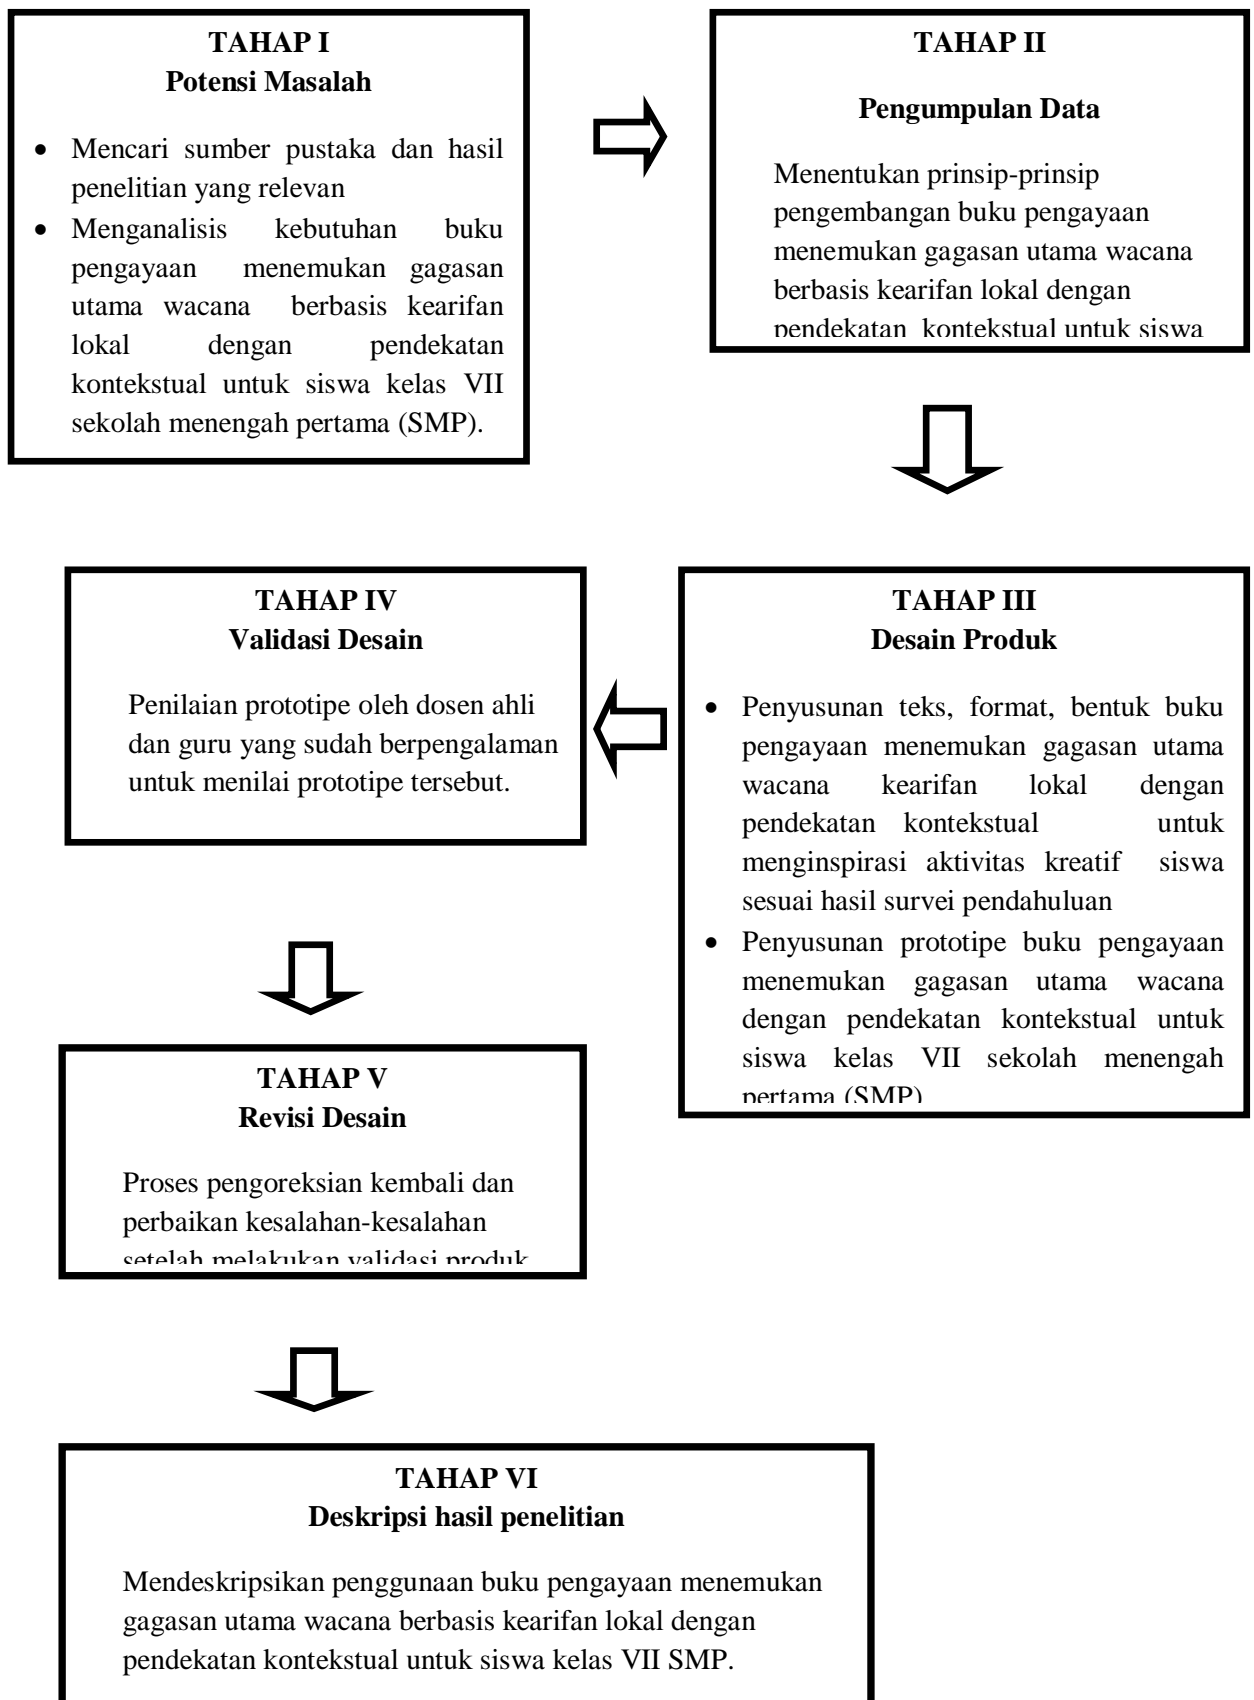 TAHAP I
Potensi Masalah
• Mencari sumber pustaka dan hasil
penelitian yang relevan
• Menganalisis kebutuhan buku
pengayaan menemukan gagasan
utama wacana berbasis kearifan
lokal dengan pendekatan
kontekstual untuk siswa kelas VII
sekolah menengah pertama (SMP).
TAHAP II
Pengumpulan Data
Menentukan prinsip-prinsip
pengembangan buku pengayaan
menemukan gagasan utama wacana
berbasis kearifan lokal dengan
pendekatan kontekstual untuk siswa
TAHAP III
Desain Produk
• Penyusunan teks, format, bentuk buku
pengayaan menemukan gagasan utama
wacana kearifan lokal dengan
pendekatan kontekstual untuk
menginspirasi aktivitas kreatif siswa
sesuai hasil survei pendahuluan
• Penyusunan prototipe buku pengayaan
menemukan gagasan utama wacana
dengan pendekatan kontekstual untuk
siswa kelas VII sekolah menengah
pertama (SMP)
TAHAP IV
Validasi Desain
Penilaian prototipe oleh dosen ahli
dan guru yang sudah berpengalaman
untuk menilai prototipe tersebut.
TAHAP V
Revisi Desain
Proses pengoreksian kembali dan
perbaikan kesalahan-kesalahan
setelah melakukan validasi produk
TAHAP VI
Deskripsi hasil penelitian
Mendeskripsikan penggunaan buku pengayaan menemukan
gagasan utama wacana berbasis kearifan lokal dengan
pendekatan kontekstual untuk siswa kelas VII SMP.